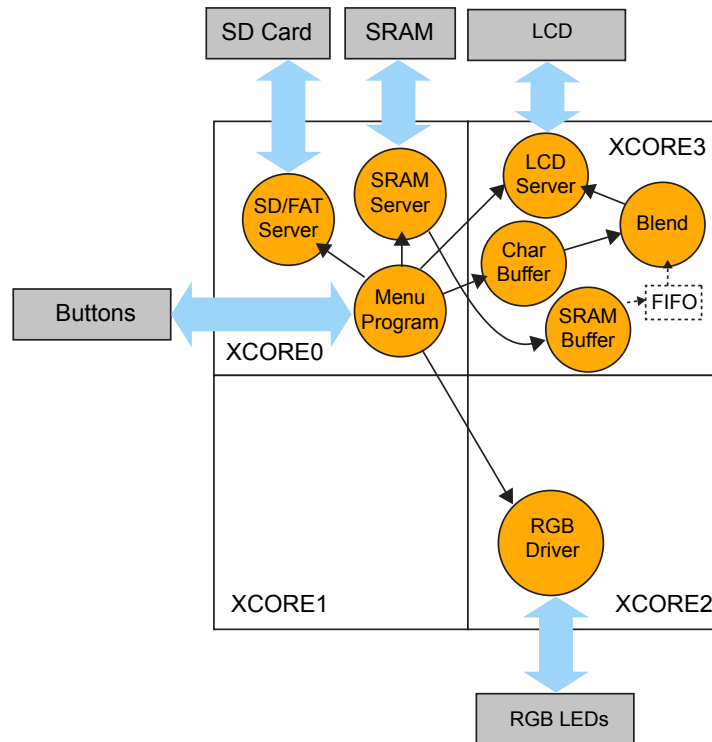 SD Card
SRAM
LCD
XCORE3
LCD
Server
SRAM
Server
SD/FAT
Server
Blend
Char
Buffer
Menu
Program
FIFO
SRAM
Buffer
Buttons
XCORE0
RGB
Driver
XCORE1
XCORE2
RGB LEDs